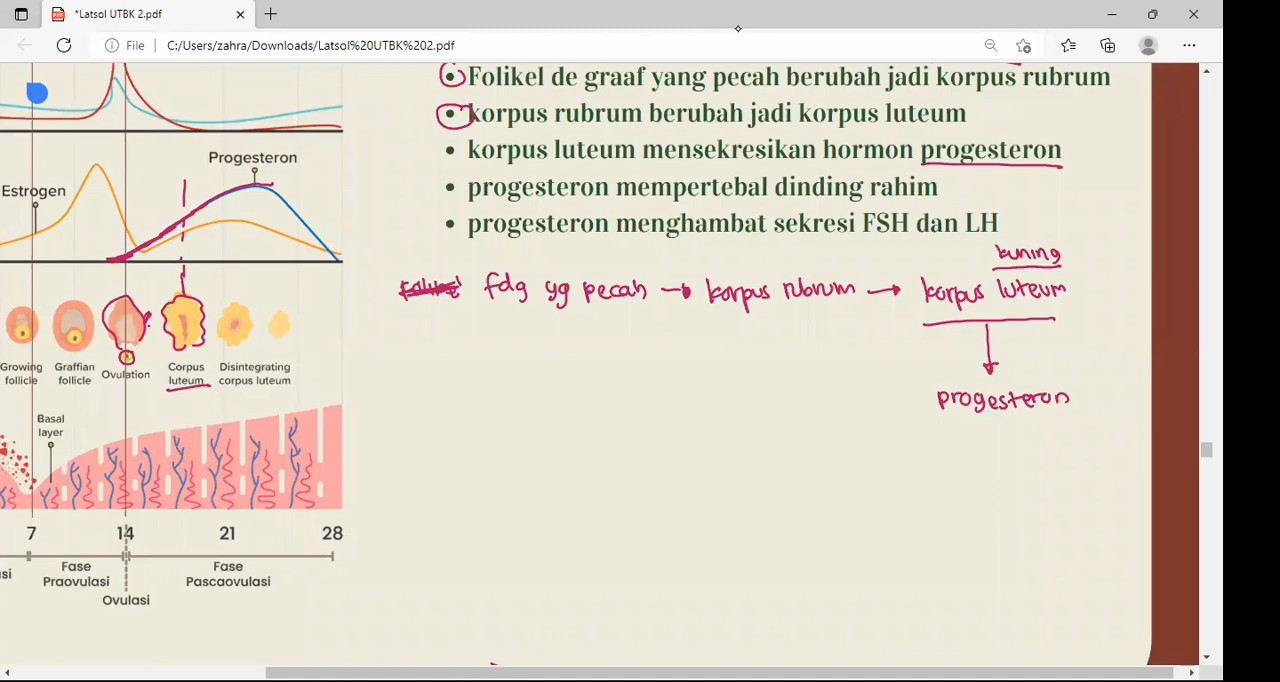 *Latsol UTBK 2.pdf
File
C:/Users/zahra/Downloads/Latsol%20UTBK%202.pdf
• Folikel de graaf yang pecah berubah jadi korpus rubrum
• korpus rubrum berubah jadi korpus luteum
• korpus luteum mensekresikan hormon progesteron
• progesteron mempertebal dinding rahim
• progesteron menghambat sekresi FSH dan LH
kuning
fdg yg pecah → korpus rubrum → korpus luteum
progesteron
Progesteron
Estrogen
Growing follicle
Graffian follicle
Ovulation
Corpus luteum
Disintegrating corpus luteum
Basal layer
7 14 21 28
si
Fase Praovulasi
Fase Pascaovulasi
Ovulasi